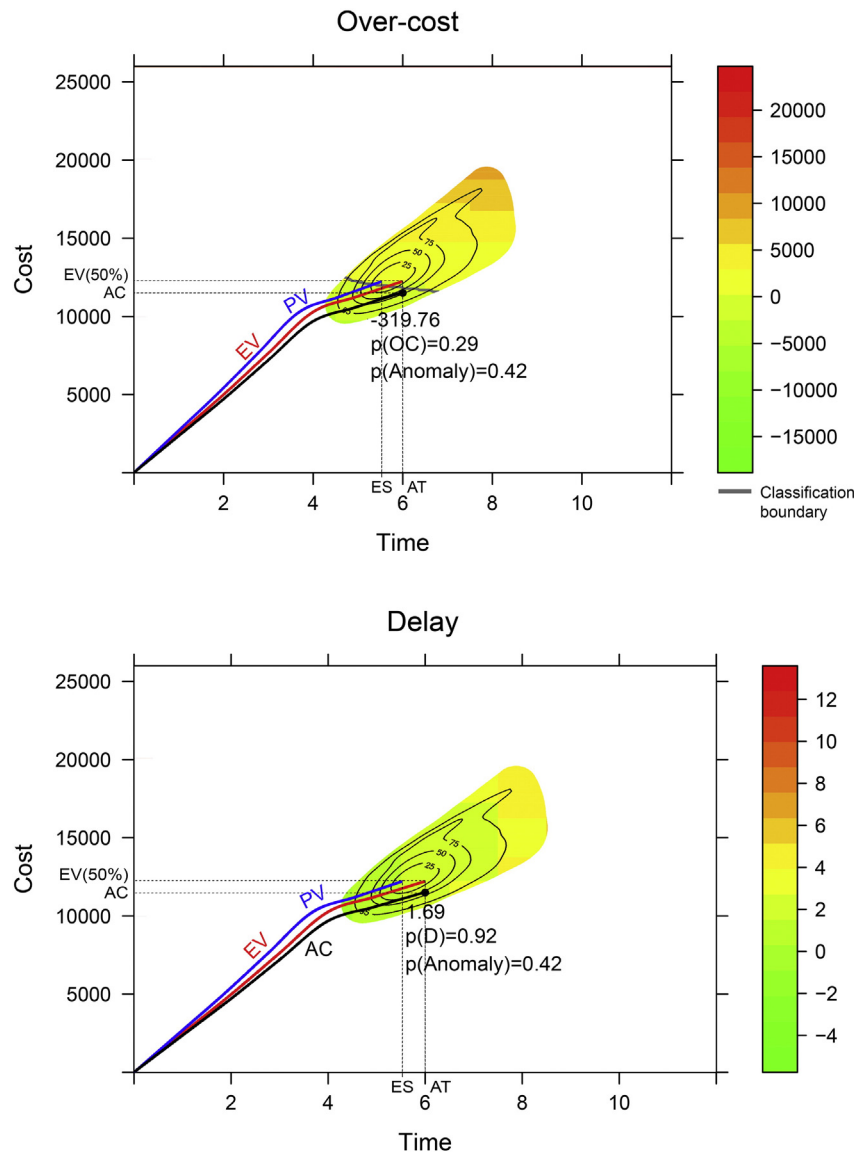 Over-cost
25000
20000
15000
10000
5000
EV(50%)
AC
Cost
PV
EV
75
50
25
-319.76
p(OC)=0.29
p(Anomaly)=0.42
ES
AT
2
4
6
8
10
Time
20000
15000
10000
5000
0
−5000
−10000
−15000
Classification
boundary
Delay
25000
20000
15000
10000
5000
EV(50%)
AC
Cost
PV
EV
AC
75
50
25
1.69
p(D)=0.92
p(Anomaly)=0.42
ES
AT
2
4
6
8
10
Time
12
10
8
6
4
2
0
−2
−4